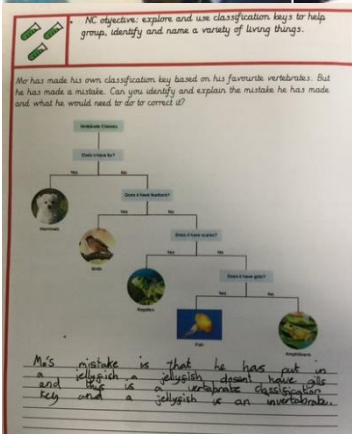 NC objective: explore and use classification keys to help
group, identify and name a variety of living things.
Mo has made his own classification key based on his favourite vertebrates. But
he has made a mistake. Can you identify and explain the mistake he has made
and what he would need to do to correct it?
Vertebrate Classes
Does it have fur?
Yes No
Does it have feathers?
Mammals
Yes No
Birds
Does it have scales?
Yes No
Reptiles
Does it have gills?
Yes No
Fish
Amphibians
Mo's mistake is that he has put in
a jellyfish, a jellyfish dosent have gills
and this is a vertabrate classification
key and a jellyfish is an invertabrate.